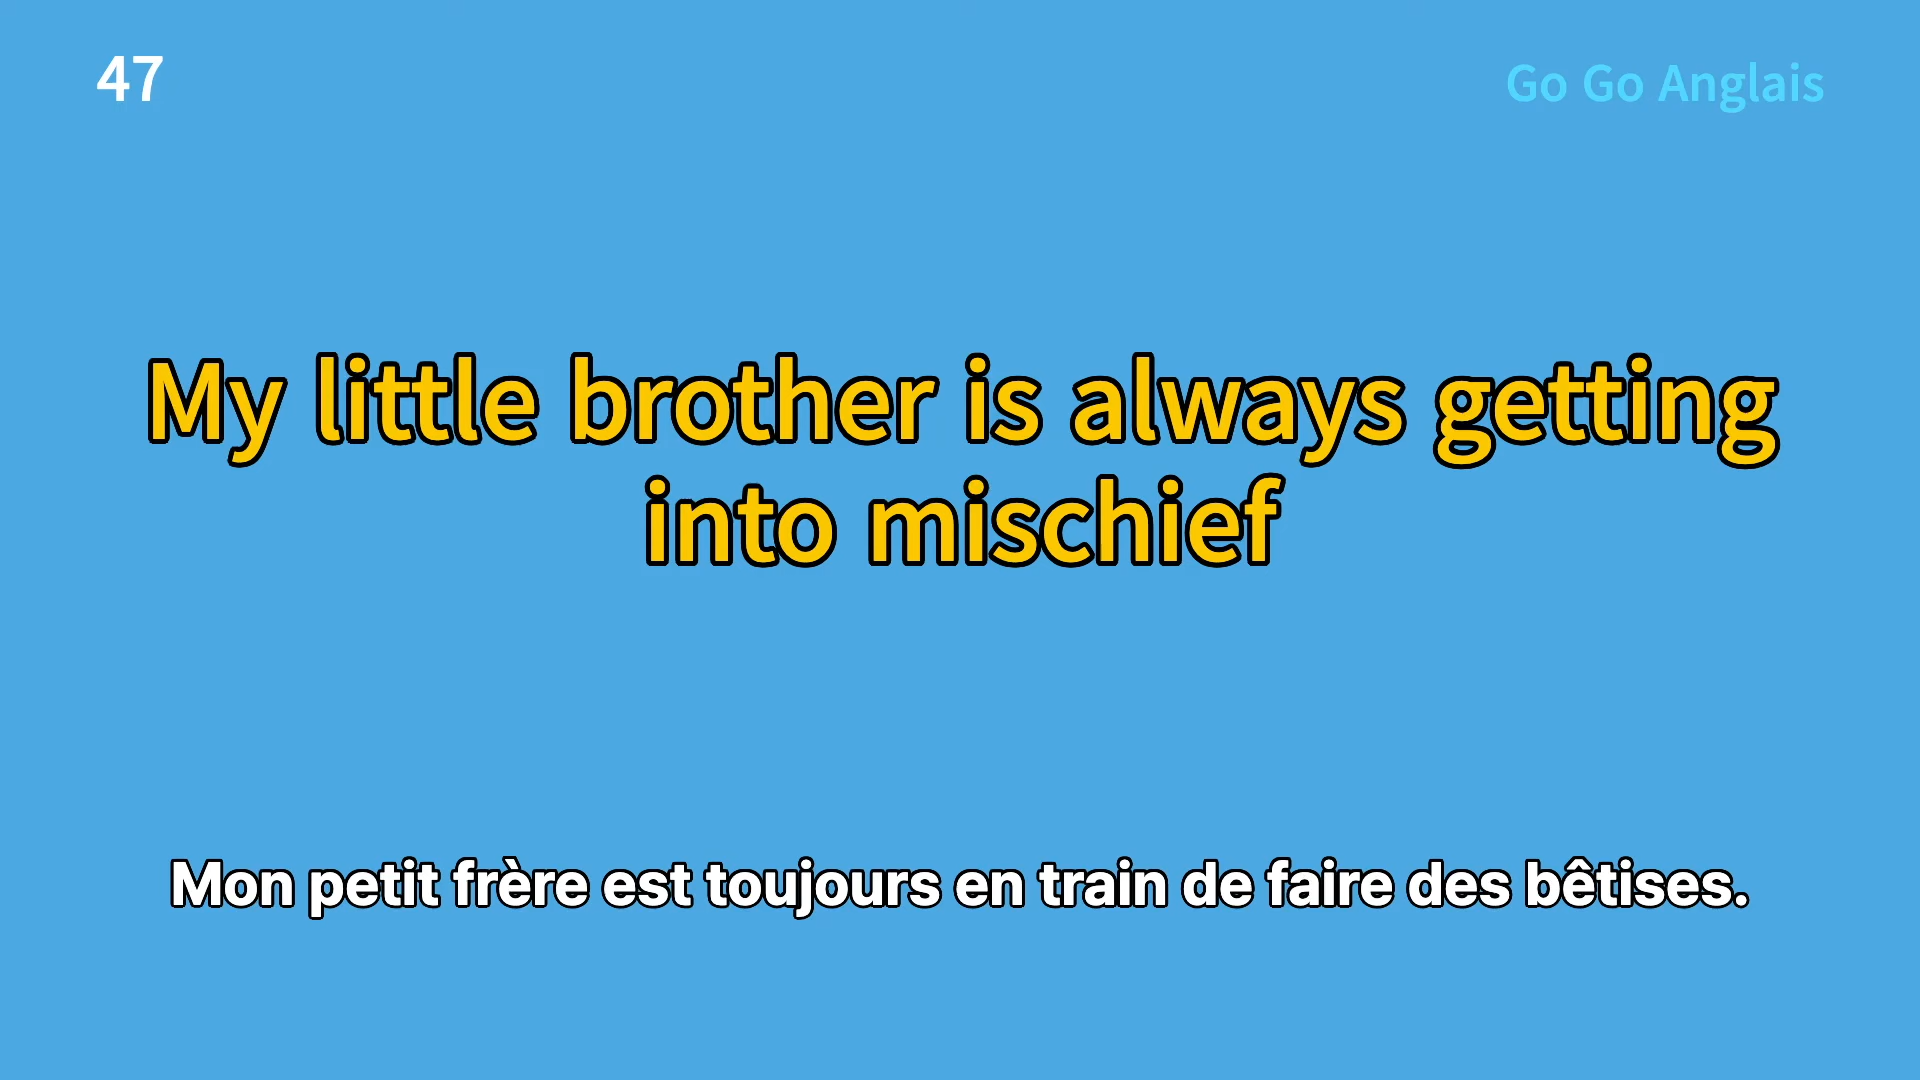 47
Go Go Anglais
My little brother is always getting
into mischief
Mon petit frère est toujours en train de faire des bêtises.